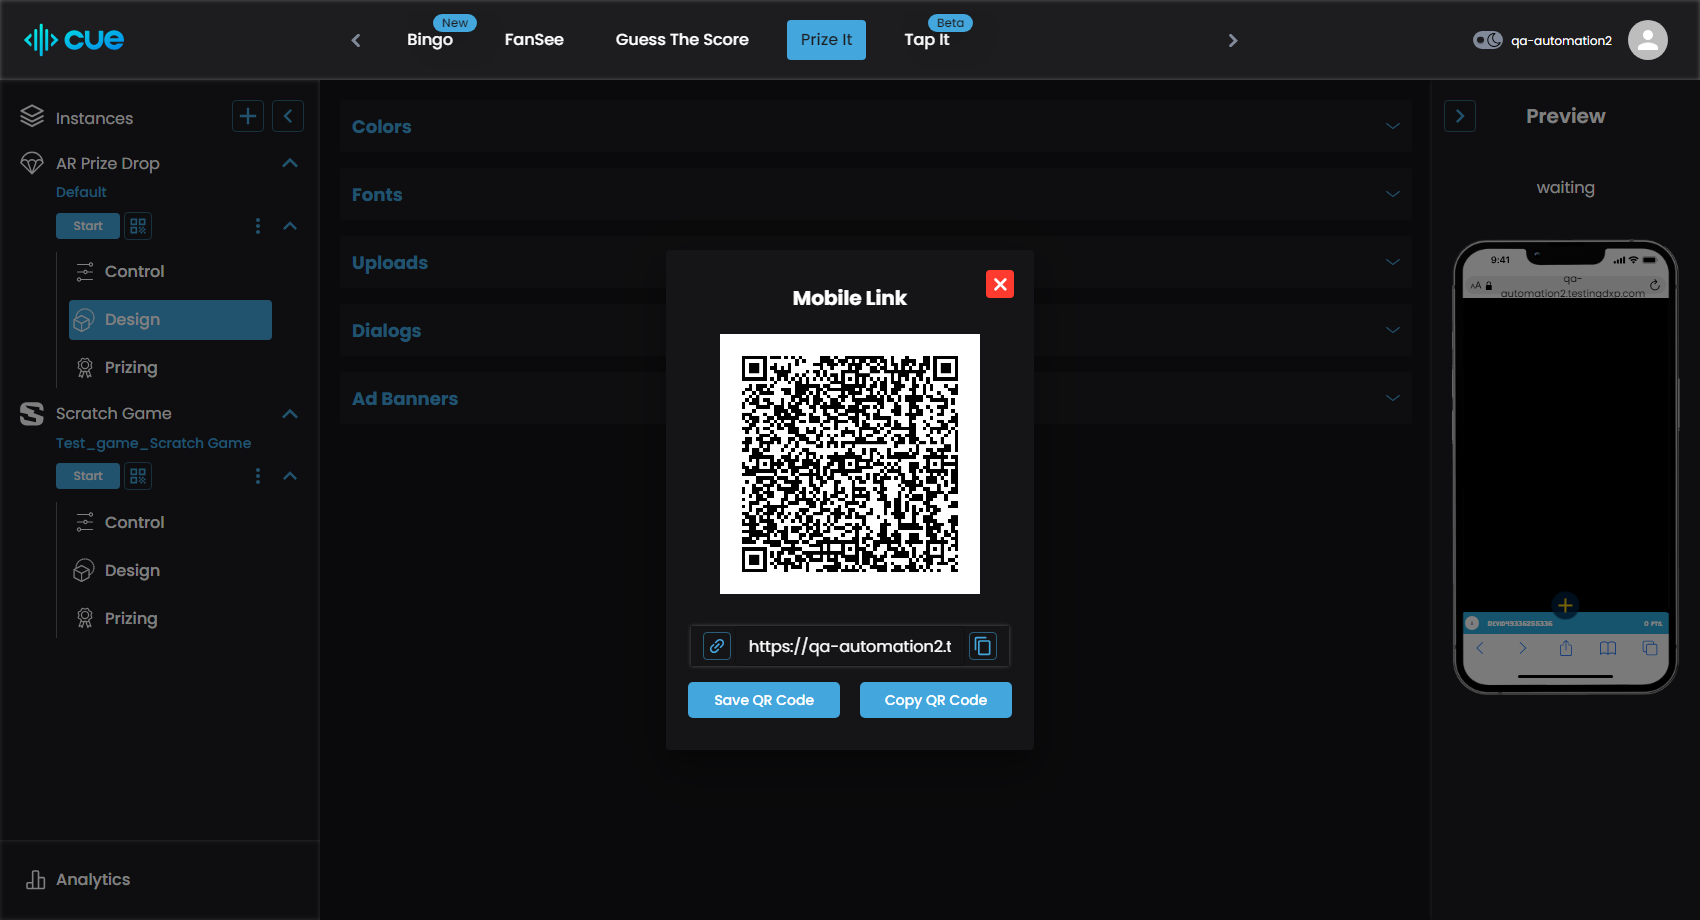 cue
Bingo
New
FanSee
Guess The Score
Prize It
Tap It
Beta
qa-automation2
Instances
AR Prize Drop
Default
Start
Control
Design
Prizing
Scratch Game
Test_game_Scratch Game
Start
Control
Design
Prizing
Analytics
Colors
Fonts
Uploads
Dialogs
Ad Banners
Mobile Link
https://qa-automation2.t
Save QR Code
Copy QR Code
Preview
waiting
9:41
AA
qa-
automation2.testingdxp.com
0 PTS.